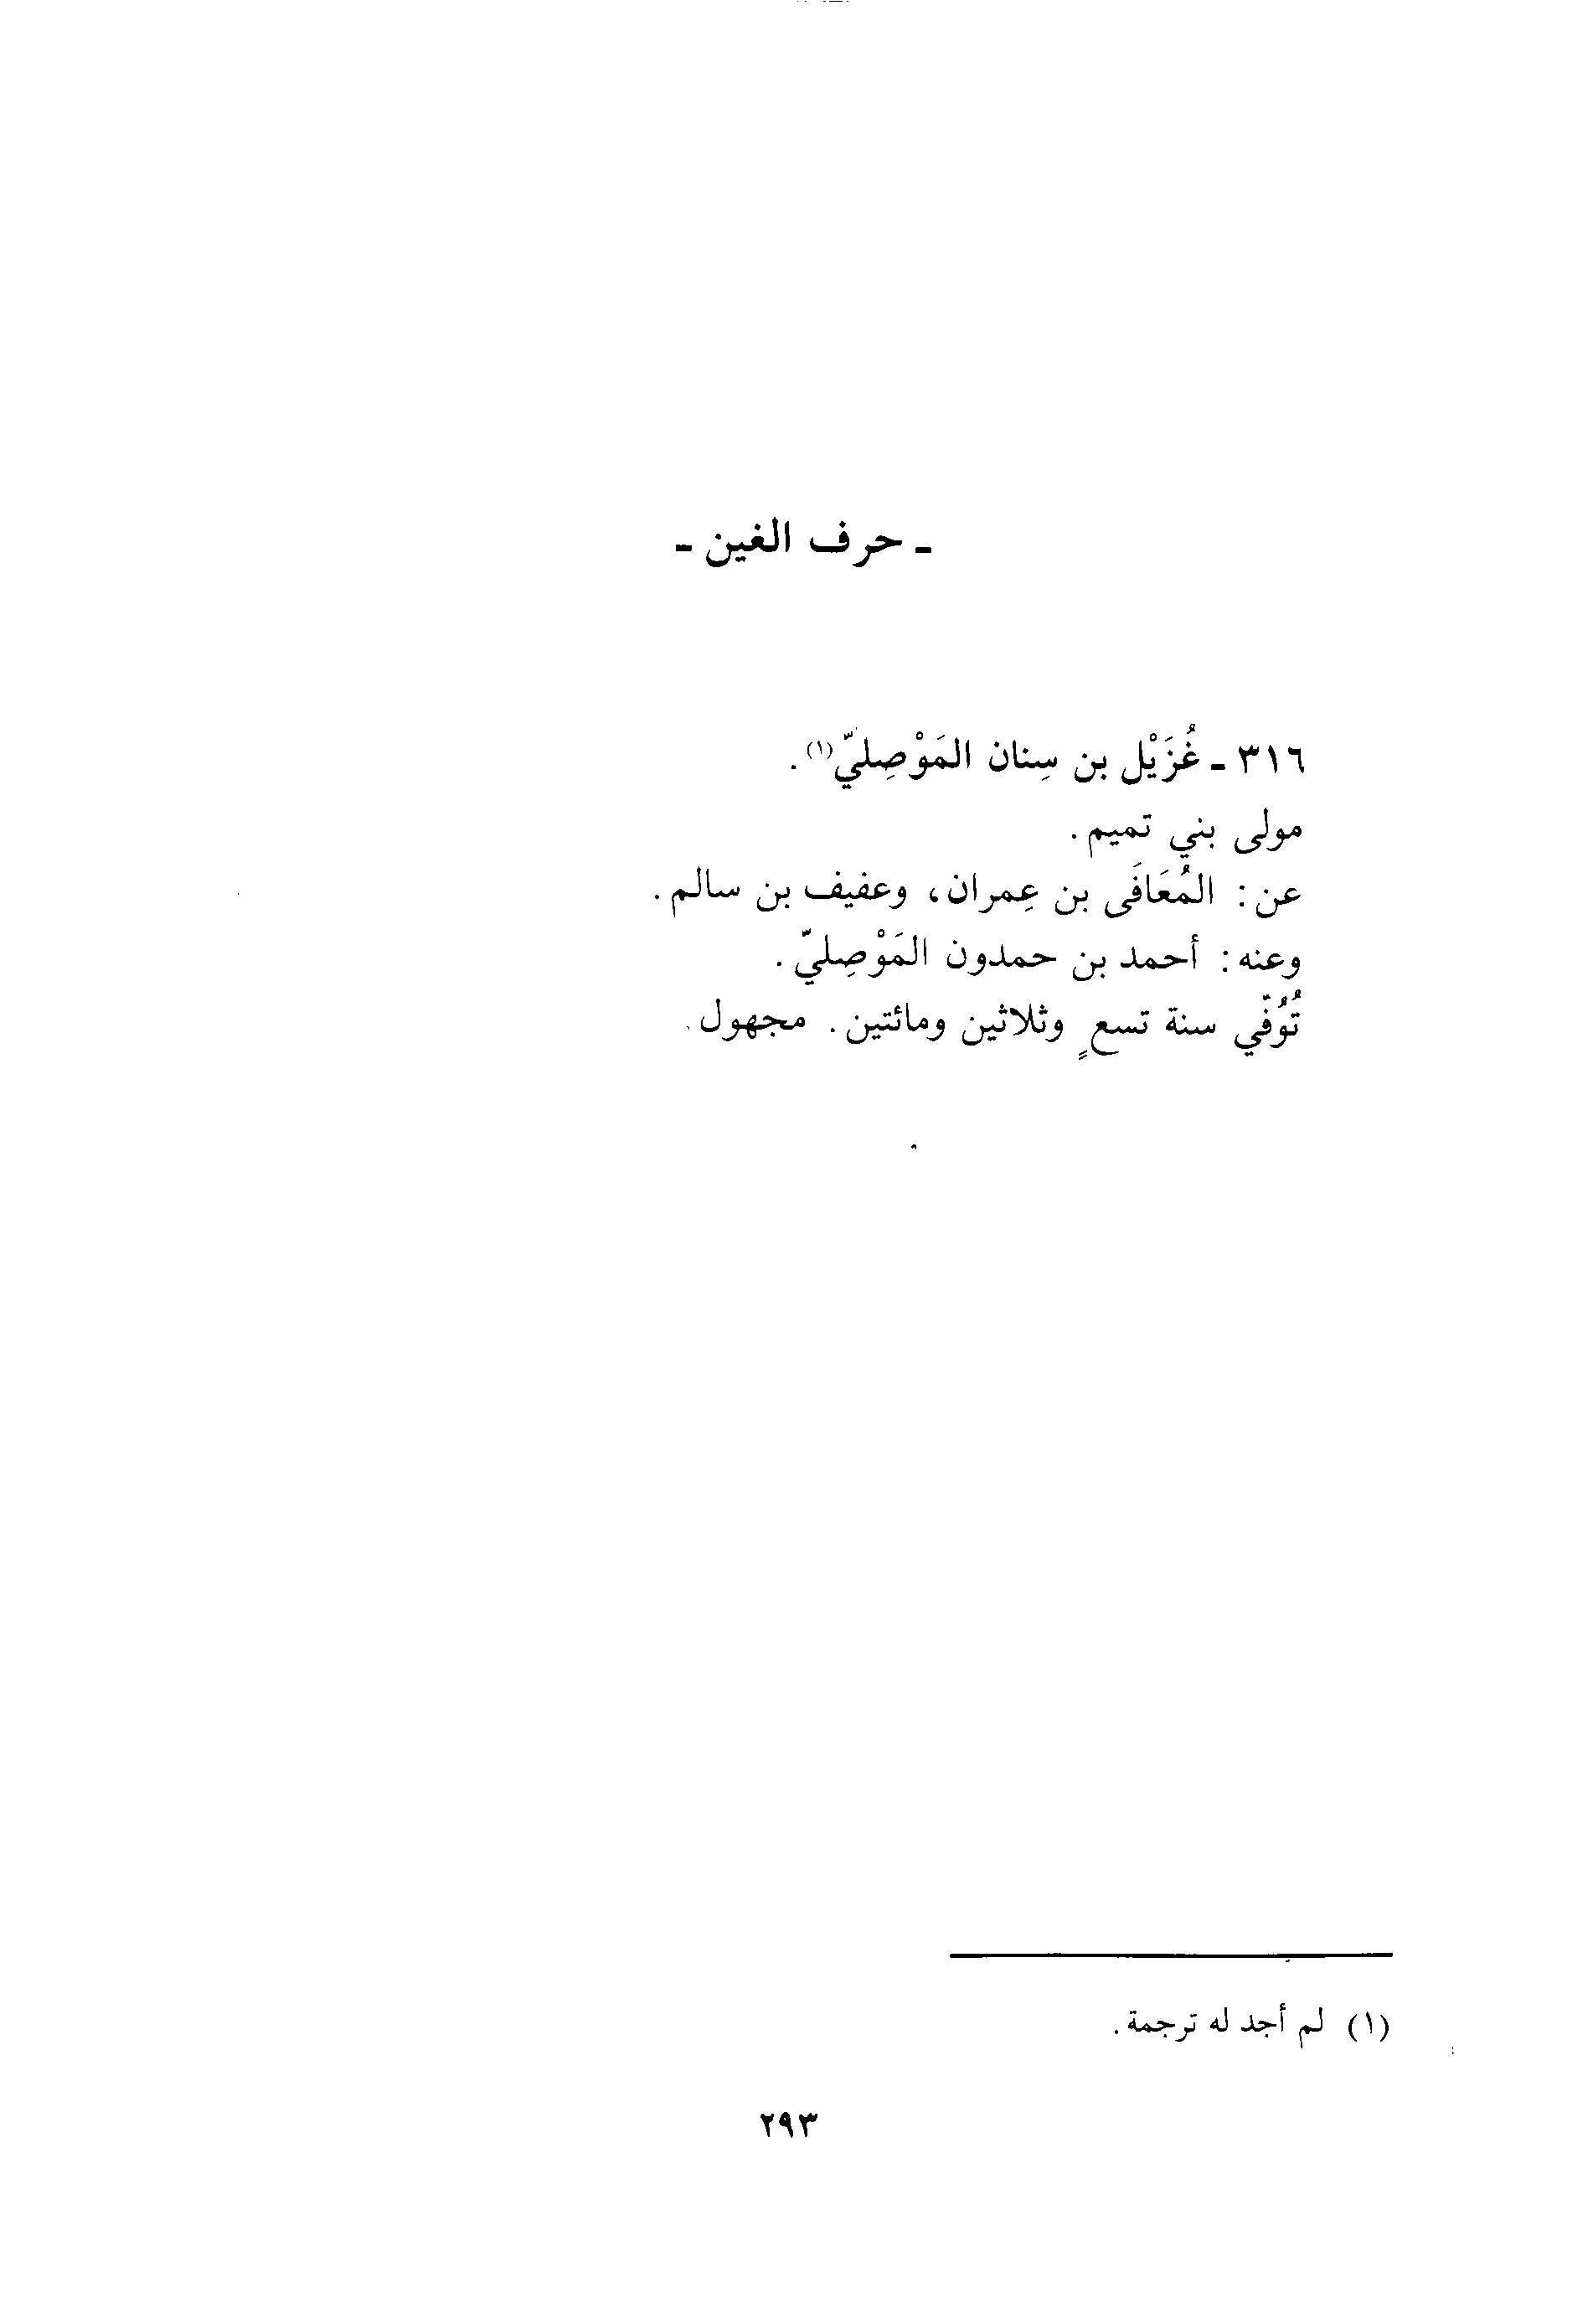 ـ حرف الغين ـ
٣١٦ ـ غُزَيْل بن سِنان المَوْصِليّ(١).
مولى بني تميم.
عن: المُعَافَى بن عِمران، وعفيف بن سالم.
وعنه: أحمد بن حمدون المَوْصِليّ.
تُوُفّي سنة تسعٍ وثلاثين ومائتين. مجهول.
(١) لم أجد له ترجمة.
٢٩٣